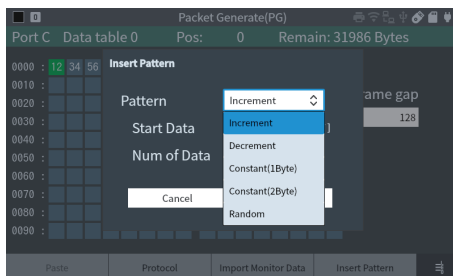 0 Packet Generate(PG)
Port C Data table 0 Pos: 0 Remain: 31986 Bytes
Insert Pattern
0000 : 12 34 56
0010 :
0020 : Pattern Increment ame gap
0030 : Start Data Increment ] 128
0040 : Decrement
0050 : Num of Data
0060 : Constant(1Byte)
0070 : Cancel Constant(2Byte)
0080 : Random
0090 :
Paste Protocol Import Monitor Data Insert Pattern